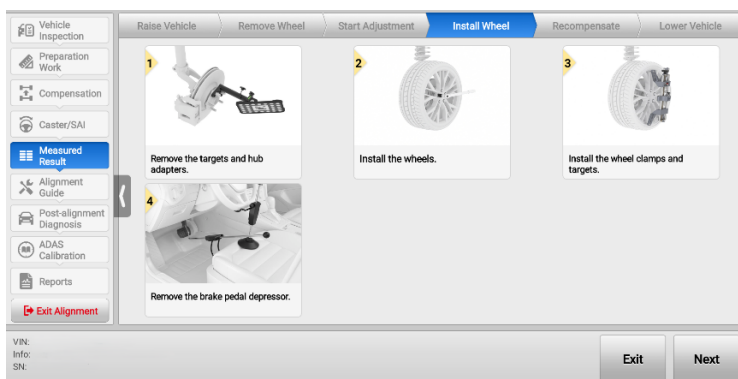 Vehicle
Inspection
Preparation
Work
Compensation
Caster/SAI
Measured
Result
Alignment
Guide
Post-alignment
Diagnosis
ADAS
Calibration
Reports
Exit Alignment
Raise Vehicle
Remove Wheel
Start Adjustment
Install Wheel
Recompensate
Lower Vehicle
1
Remove the targets and hub
adapters.
2
Install the wheels.
3
Install the wheel clamps and
targets.
4
Remove the brake pedal depressor.
VIN:
Info:
SN:
Exit
Next